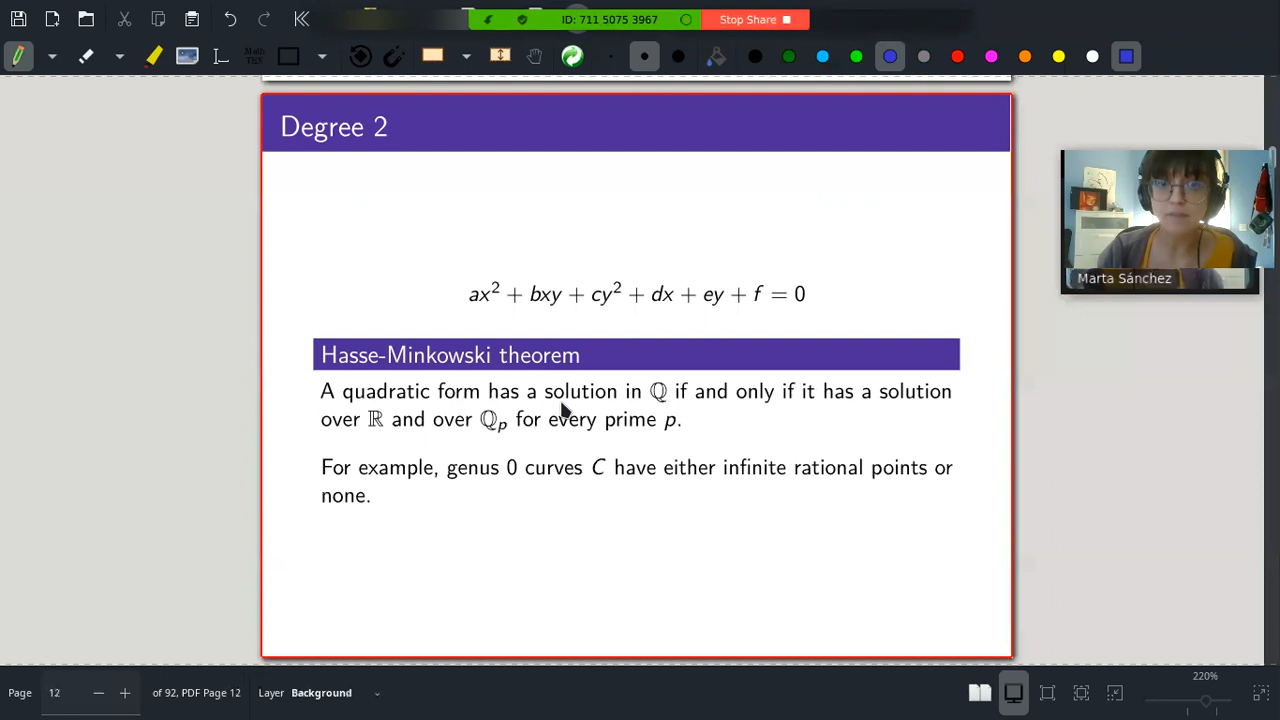 ID: 711 5075 3967
Stop Share
Degree 2
ax² + bxy + cy² + dx + ey + f = 0
Hasse-Minkowski theorem
A quadratic form has a solution in ℚ if and only if it has a solution
over ℝ and over ℚₚ for every prime p.
For example, genus 0 curves C have either infinite rational points or
none.
Marta Sánchez
Page 12 of 92, PDF Page 12 Layer Background
220%